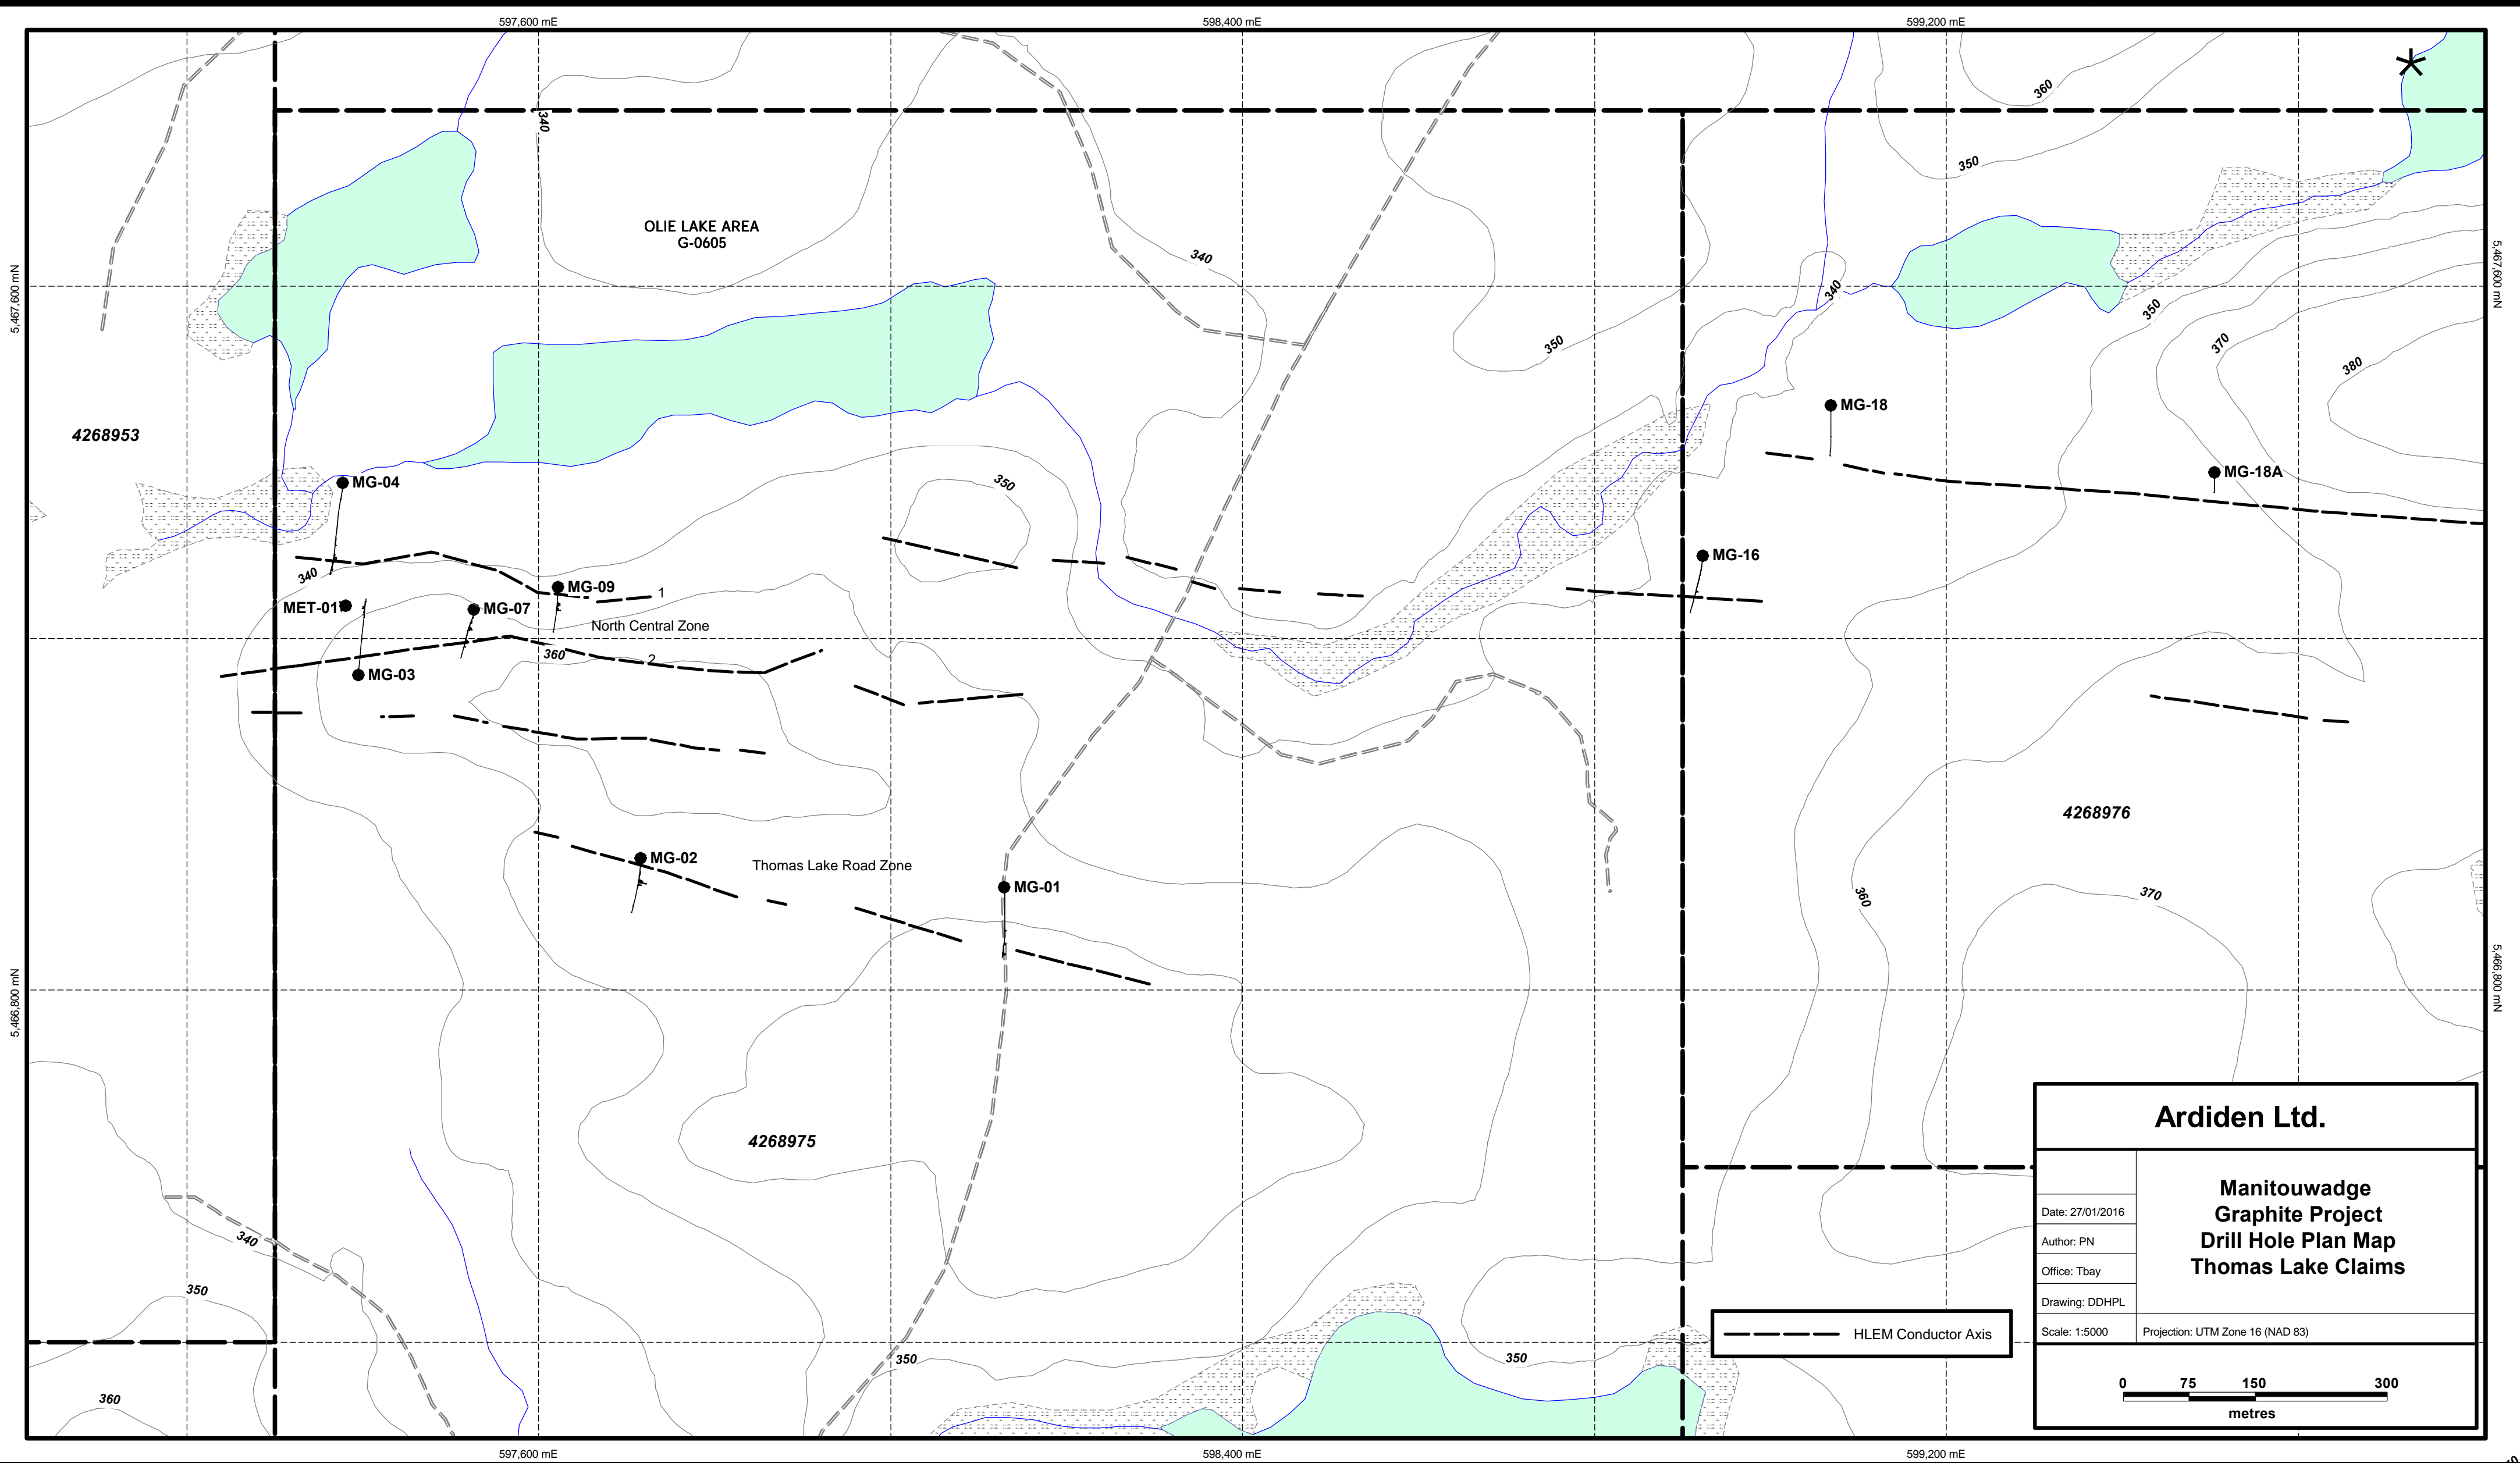 597,600 mE
598,400 mE
599,200 mE
360
340
350
OLIE LAKE AREA
G-0605
340
5,467,600 mN
5,467,600 mN
340
350
350
370
380
4268953
MG-18
MG-04
350
MG-18A
MG-16
340
MG-09
1
MET-01
MG-07
North Central Zone
360
2
MG-03
4268976
MG-02
Thomas Lake Road Zone
MG-01
360
370
5,466,800 mN
5,466,800 mN
4268975
340
350
350
350
360
HLEM Conductor Axis
Ardiden Ltd.
Manitouwadge
Graphite Project
Drill Hole Plan Map
Thomas Lake Claims
Date: 27/01/2016
Author: PN
Office: Tbay
Drawing: DDHPL
Scale: 1:5000
Projection: UTM Zone 16 (NAD 83)
0 75 150 300
metres
597,600 mE
598,400 mE
599,200 mE